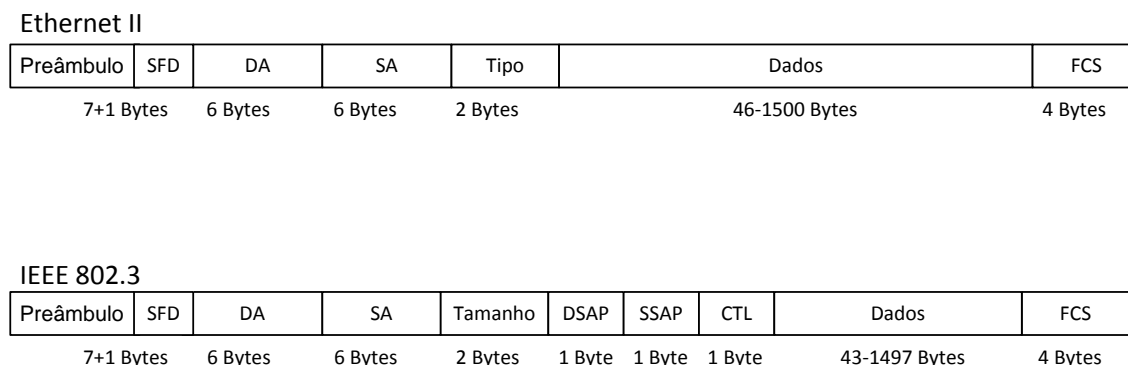 Ethernet II
Preâmbulo SFD DA SA Tipo Dados FCS
7+1 Bytes 6 Bytes 6 Bytes 2 Bytes 46-1500 Bytes 4 Bytes
IEEE 802.3
Preâmbulo SFD DA SA Tamanho DSAP SSAP CTL Dados FCS
7+1 Bytes 6 Bytes 6 Bytes 2 Bytes 1 Byte 1 Byte 1 Byte 43-1497 Bytes 4 Bytes